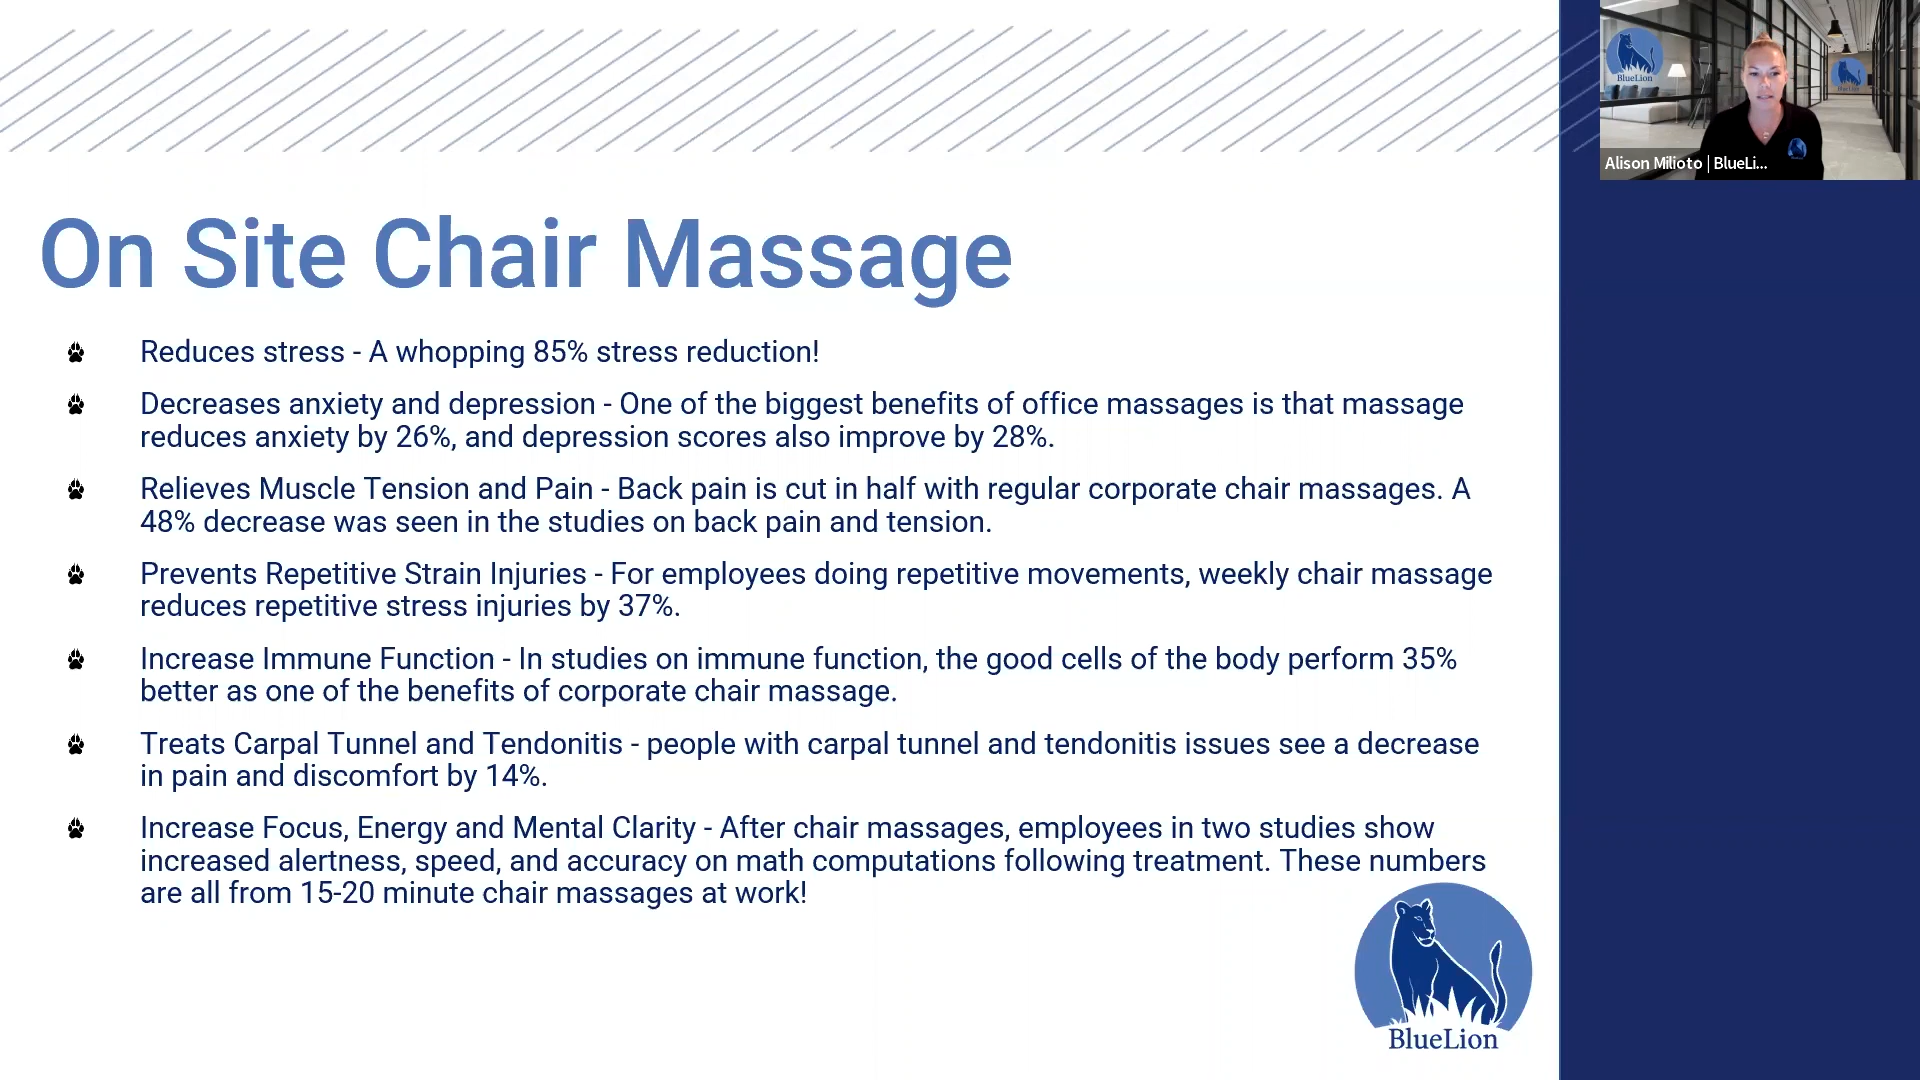 BlueLion
BlueLion
Alison Milioto | BlueLi...
On Site Chair Massage
Reduces stress - A whopping 85% stress reduction!
Decreases anxiety and depression - One of the biggest benefits of office massages is that massage
reduces anxiety by 26%, and depression scores also improve by 28%.
Relieves Muscle Tension and Pain - Back pain is cut in half with regular corporate chair massages. A
48% decrease was seen in the studies on back pain and tension.
Prevents Repetitive Strain Injuries - For employees doing repetitive movements, weekly chair massage
reduces repetitive stress injuries by 37%.
Increase Immune Function - In studies on immune function, the good cells of the body perform 35%
better as one of the benefits of corporate chair massage.
Treats Carpal Tunnel and Tendonitis - people with carpal tunnel and tendonitis issues see a decrease
in pain and discomfort by 14%.
Increase Focus, Energy and Mental Clarity - After chair massages, employees in two studies show
increased alertness, speed, and accuracy on math computations following treatment. These numbers
are all from 15-20 minute chair massages at work!
BlueLion